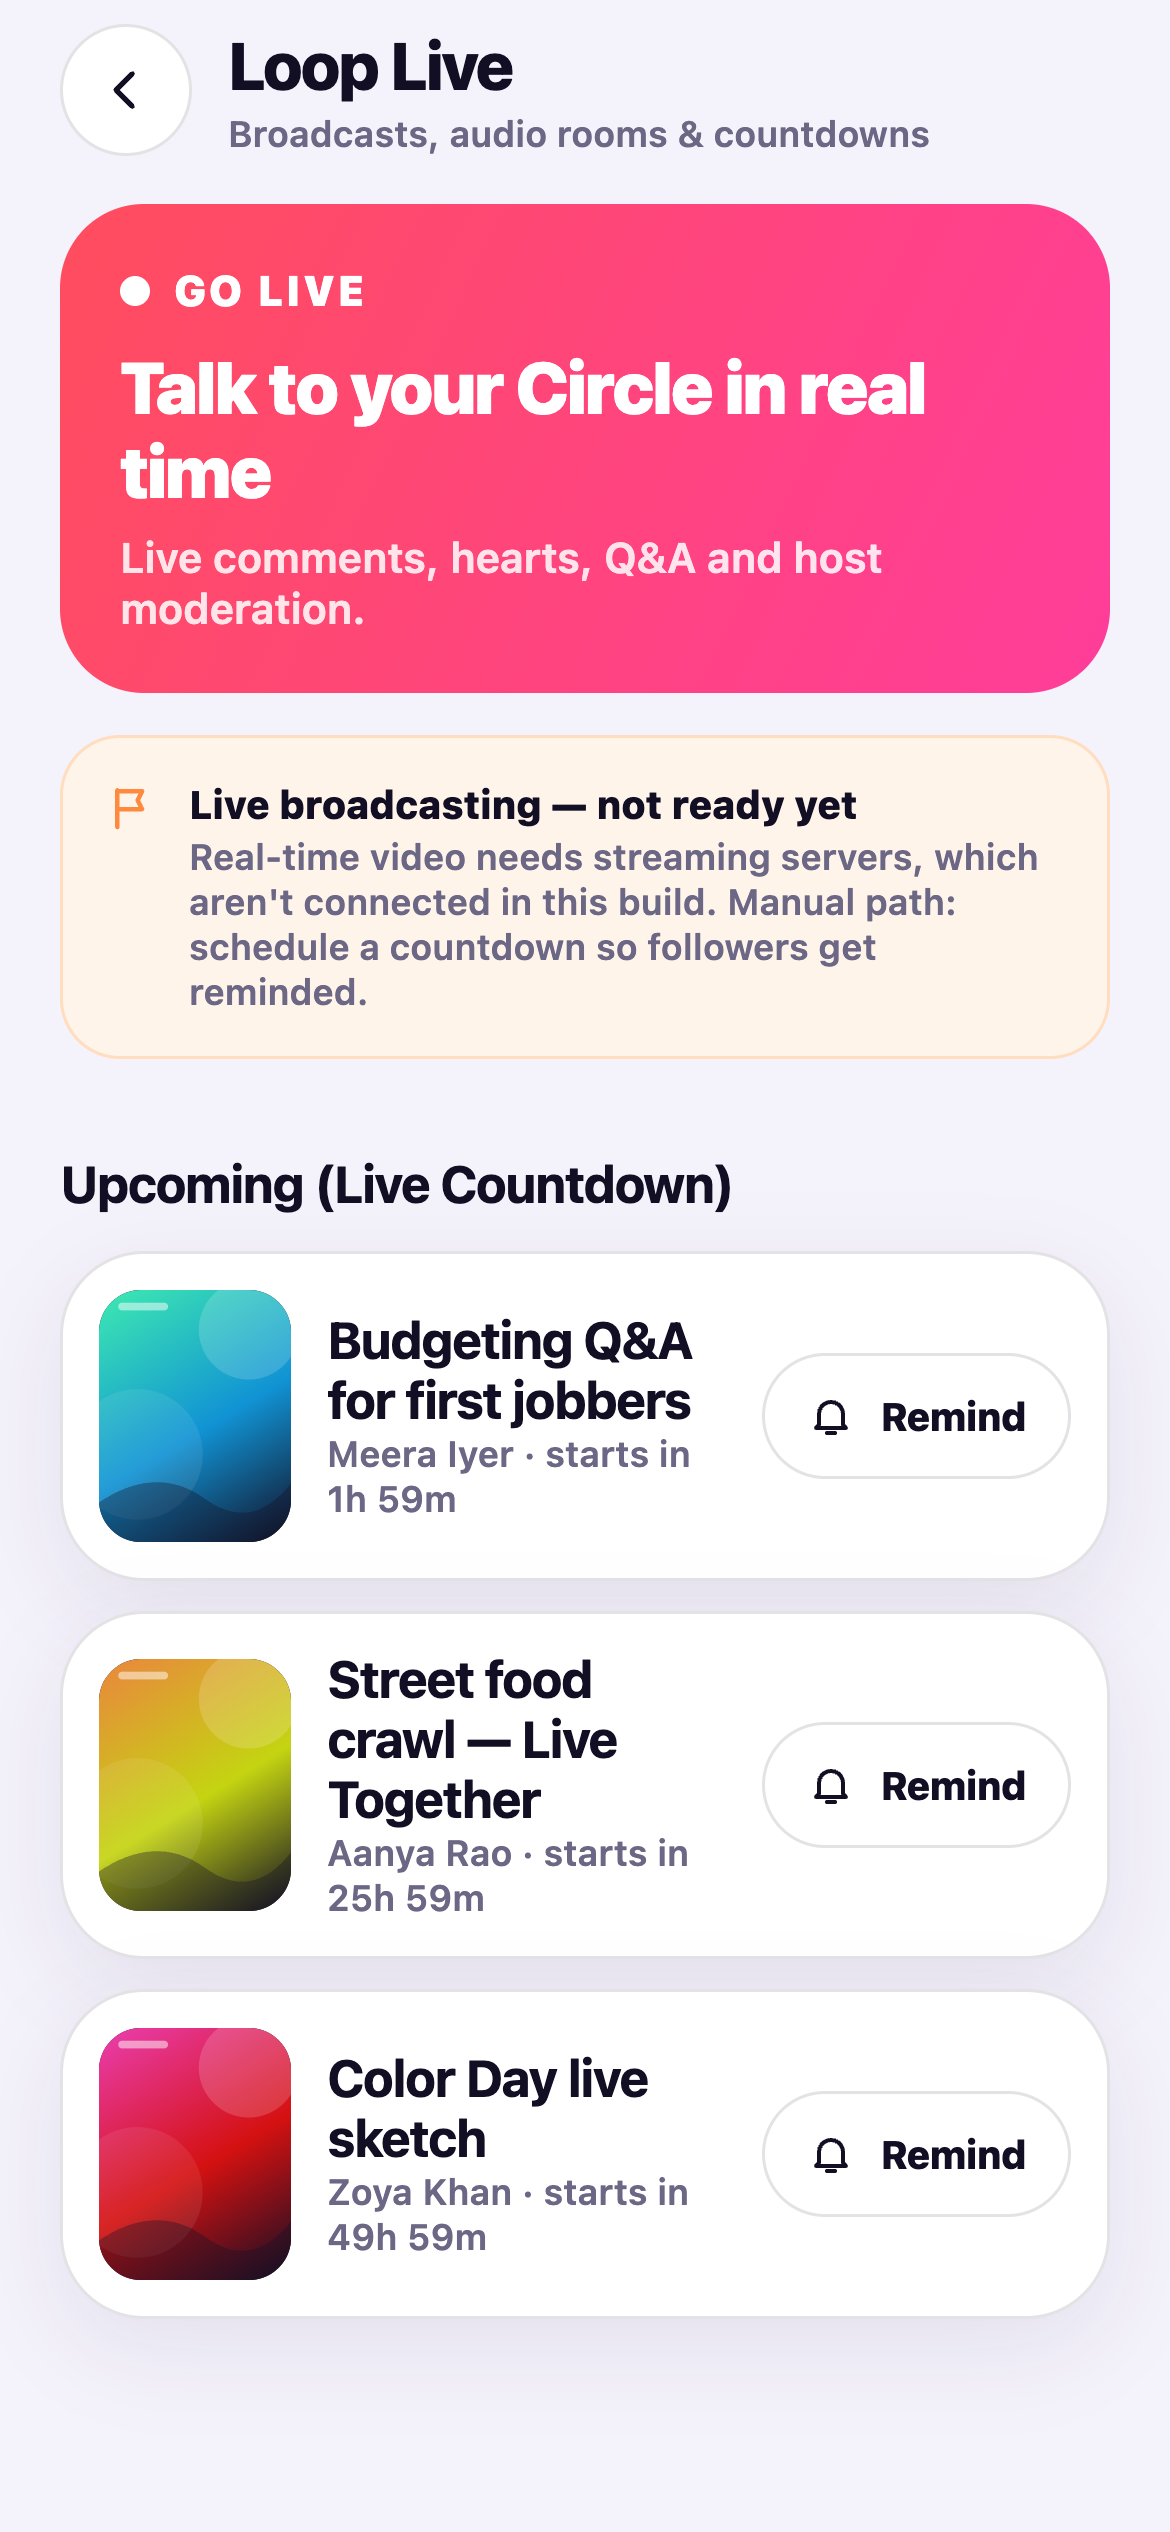 Loop Live
Broadcasts, audio rooms & countdowns
GO LIVE
Talk to your Circle in real
time
Live comments, hearts, Q&A and host
moderation.
Live broadcasting — not ready yet
Real-time video needs streaming servers, which
aren't connected in this build. Manual path:
schedule a countdown so followers get
reminded.
Upcoming (Live Countdown)
Budgeting Q&A
for first jobbers
Meera Iyer · starts in
1h 59m
Remind
Street food
crawl — Live
Together
Aanya Rao · starts in
25h 59m
Remind
Color Day live
sketch
Zoya Khan · starts in
49h 59m
Remind